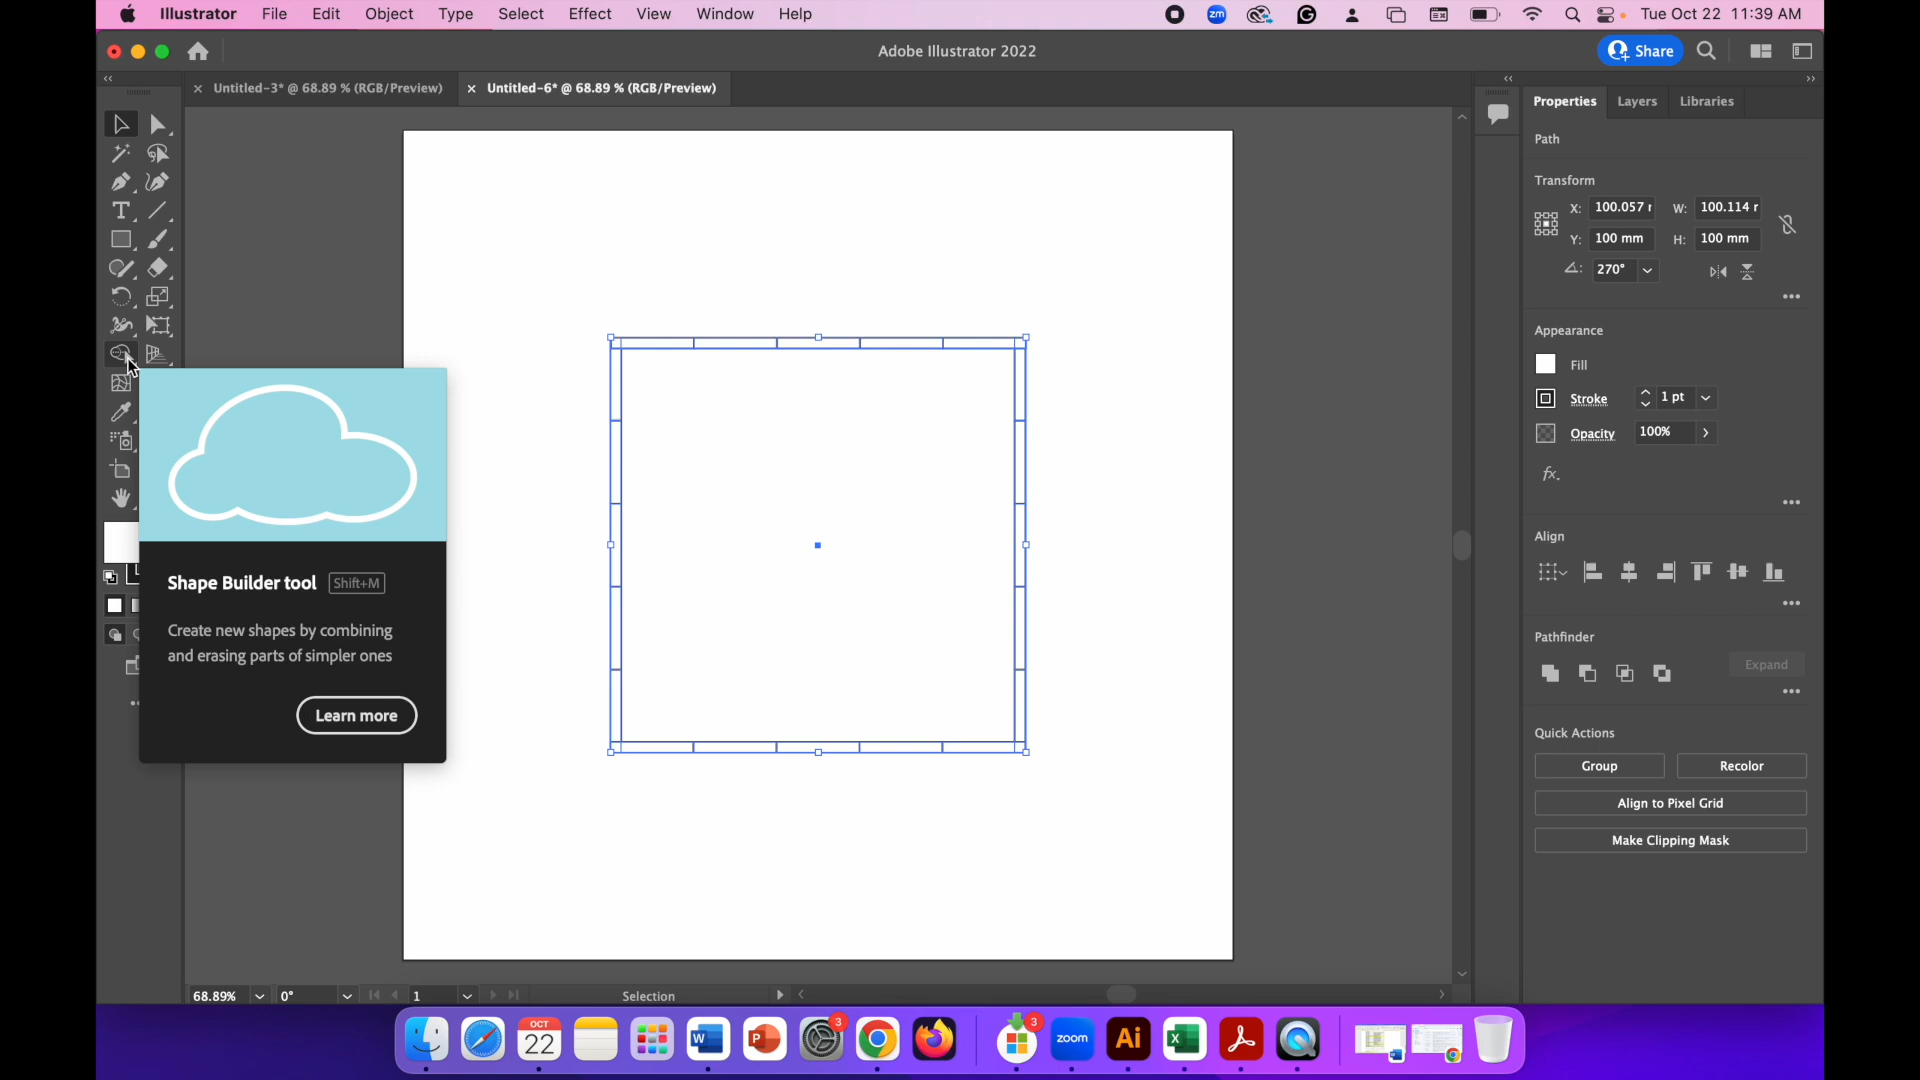 Illustrator File Edit Object Type Select Effect View Window Help
zm
Tue Oct 22 11:39 AM
Adobe Illustrator 2022
Share
Untitled-3* @ 68.89 % (RGB/Preview)
Untitled-6* @ 68.89 % (RGB/Preview)
Properties Layers Libraries
Path
Transform
X: 100.057 r W: 100.114 r
Y: 100 mm H: 100 mm
270°
Appearance
Fill
Stroke 1 pt
Opacity 100%
fx.
Align
Pathfinder
Expand
Quick Actions
Group Recolor
Align to Pixel Grid
Make Clipping Mask
Shape Builder tool Shift+M
Create new shapes by combining
and erasing parts of simpler ones
Learn more
68.89% 0° 1 Selection
OCT
22
W
P
3
3
zoom
Ai
X